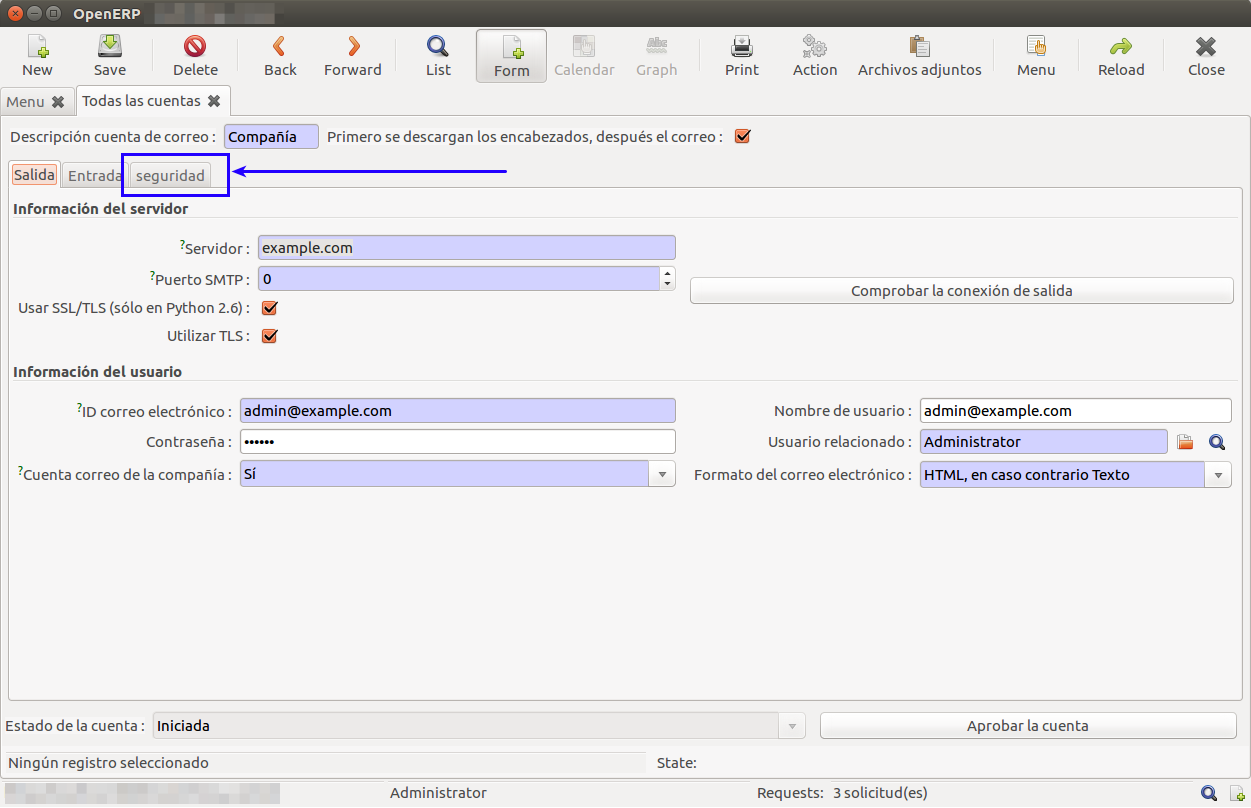 OpenERP
New Save Delete Back Forward List Form Calendar Graph Print Action Archivos adjuntos Menu Reload Close
Menu Todas las cuentas
Descripción cuenta de correo : Compañía Primero se descargan los encabezados, después el correo :
Salida Entrada seguridad
Información del servidor
?Servidor : example.com
?Puerto SMTP : 0
Comprobar la conexión de salida
Usar SSL/TLS (sólo en Python 2.6) :
Utilizar TLS :
Información del usuario
?ID correo electrónico : admin@example.com Nombre de usuario : admin@example.com
Contraseña : •••••• Usuario relacionado : Administrator
?Cuenta correo de la compañía : Sí Formato del correo electrónico : HTML, en caso contrario Texto
Estado de la cuenta : Iniciada Aprobar la cuenta
Ningún registro seleccionado State:
Administrator Requests: 3 solicitud(es)